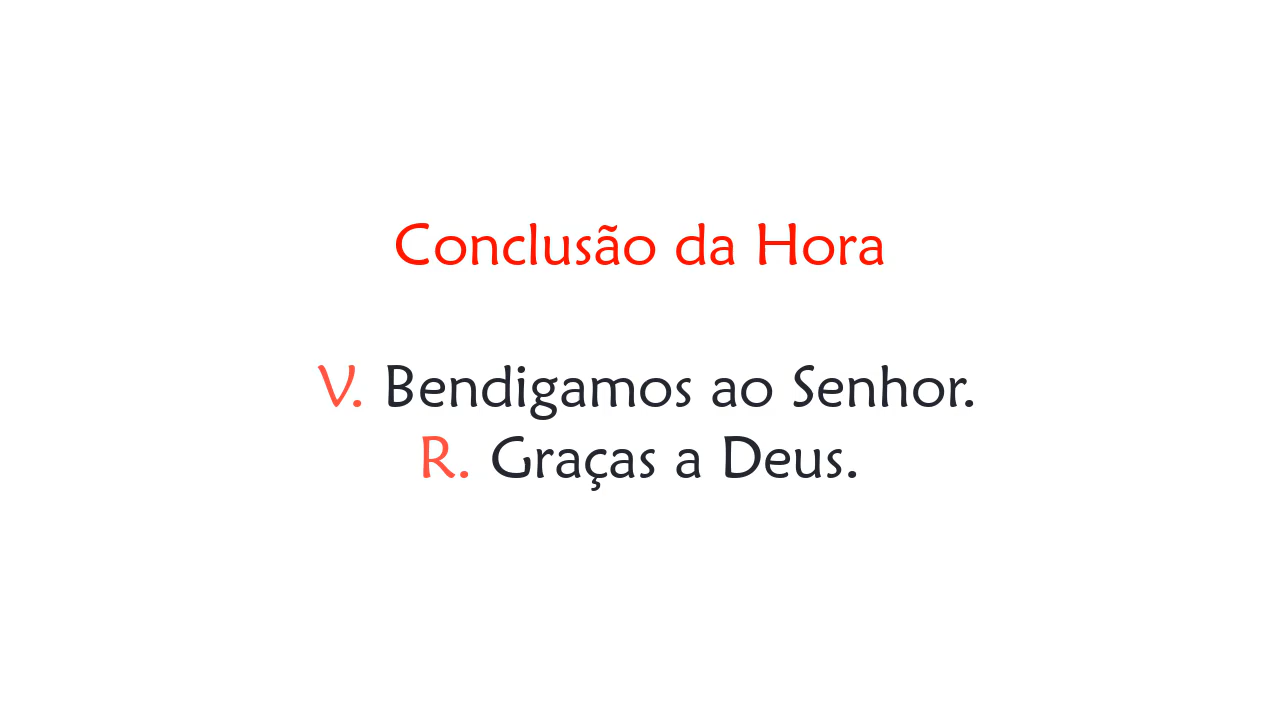 Conclusão da Hora
V. Bendigamos ao Senhor.
R. Graças a Deus.